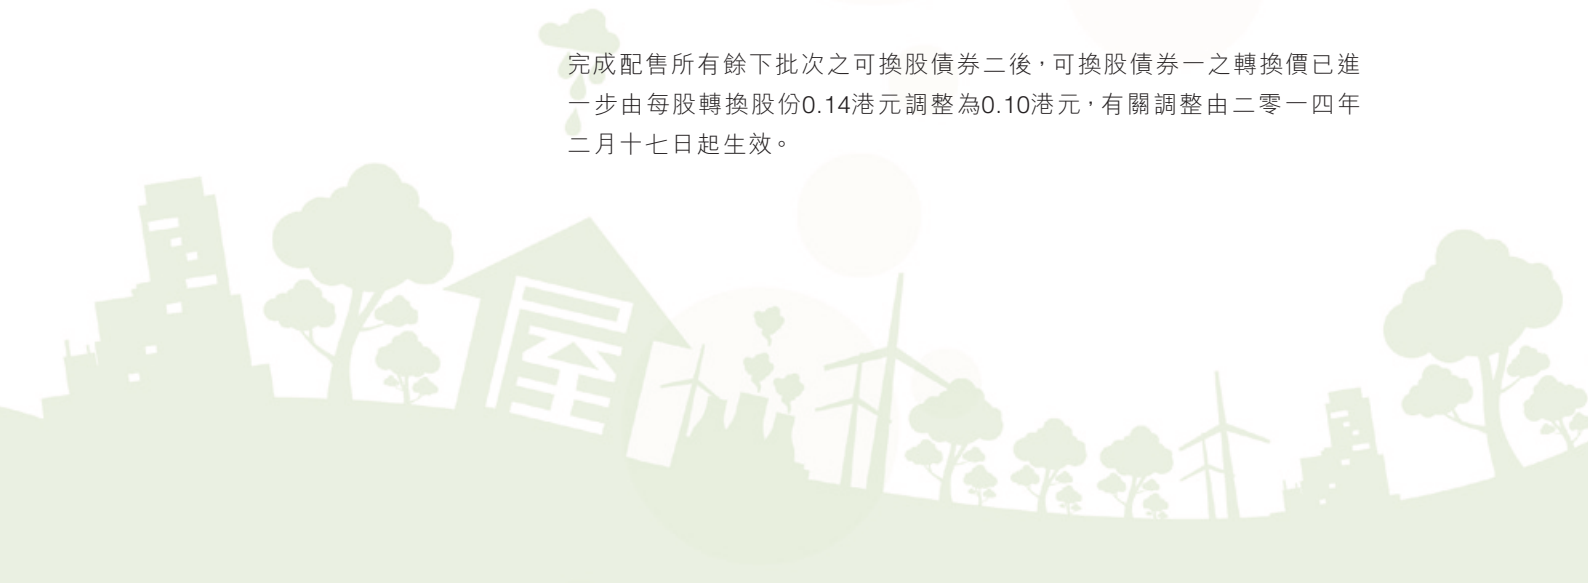 完成配售所有餘下批次之可換股債券二後，可換股債券一之轉換價已進
一步由每股轉換股份0.14港元調整為0.10港元，有關調整由二零一四年
二月十七日起生效。
屋